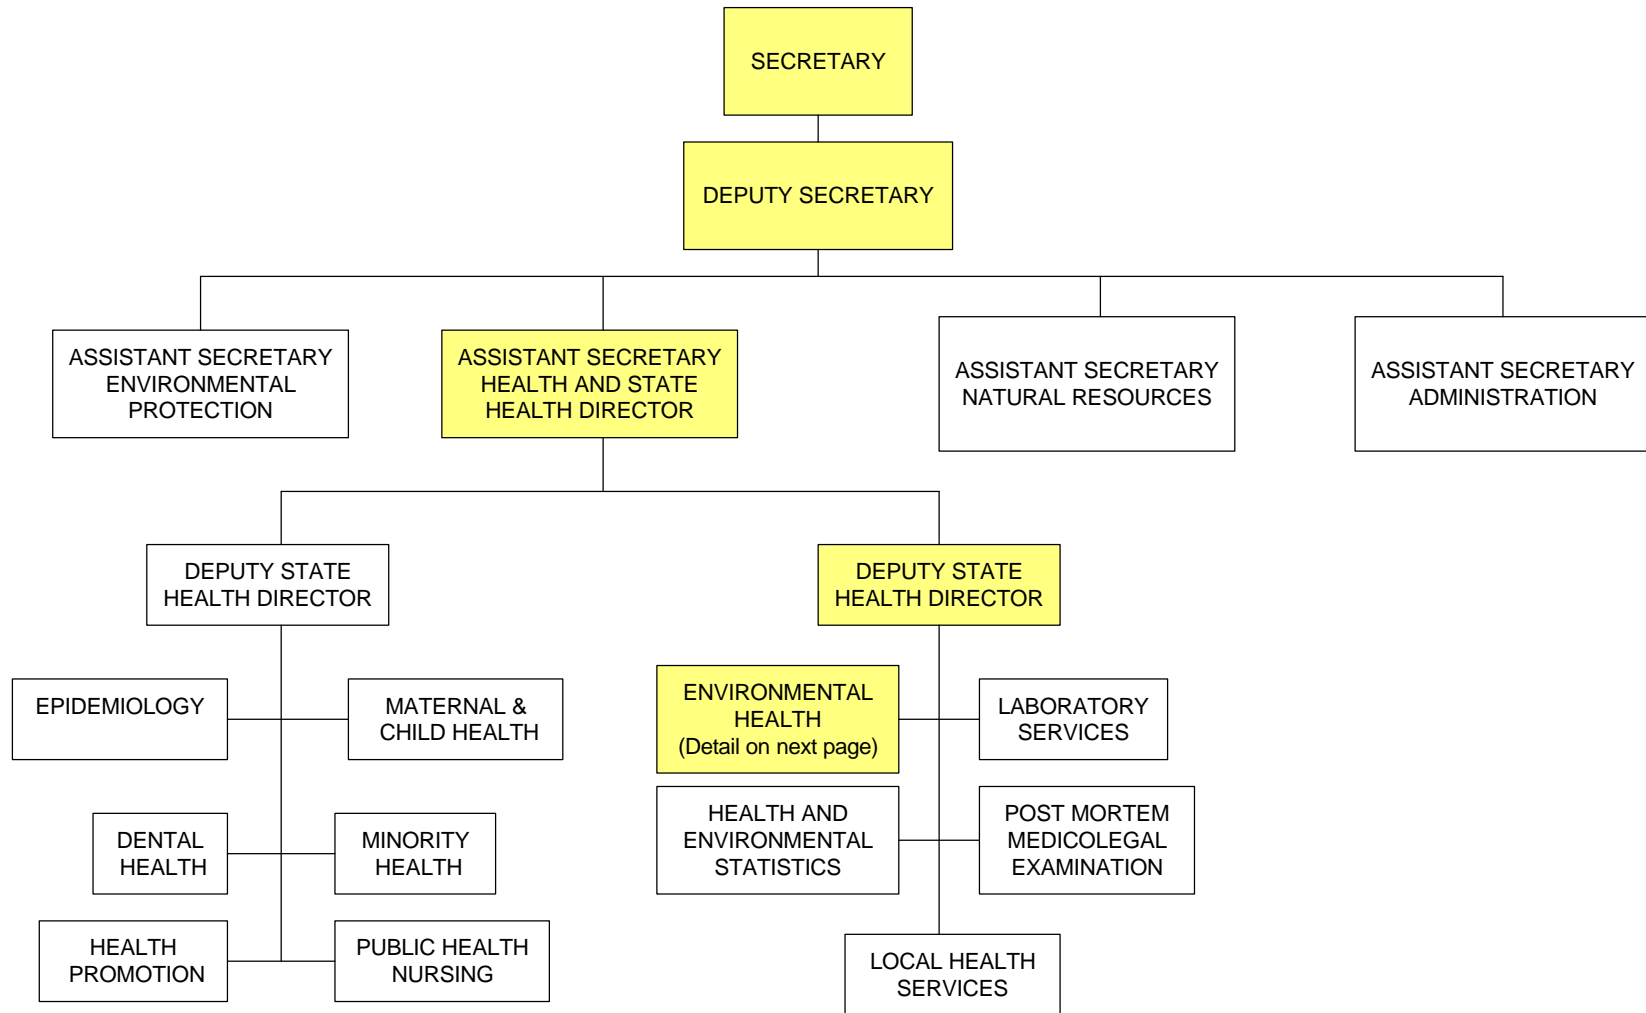 SECRETARY
DEPUTY SECRETARY
ASSISTANT SECRETARY
ENVIRONMENTAL
PROTECTION
ASSISTANT SECRETARY
HEALTH AND STATE
HEALTH DIRECTOR
ASSISTANT SECRETARY
NATURAL RESOURCES
ASSISTANT SECRETARY
ADMINISTRATION
DEPUTY STATE
HEALTH DIRECTOR
DEPUTY STATE
HEALTH DIRECTOR
EPIDEMIOLOGY
MATERNAL &
CHILD HEALTH
ENVIRONMENTAL
HEALTH
(Detail on next page)
LABORATORY
SERVICES
DENTAL
HEALTH
MINORITY
HEALTH
HEALTH AND
ENVIRONMENTAL
STATISTICS
POST MORTEM
MEDICOLEGAL
EXAMINATION
HEALTH
PROMOTION
PUBLIC HEALTH
NURSING
LOCAL HEALTH
SERVICES